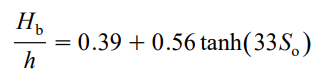 H_b / h = 0.39 + 0.56 tanh(33S_o)